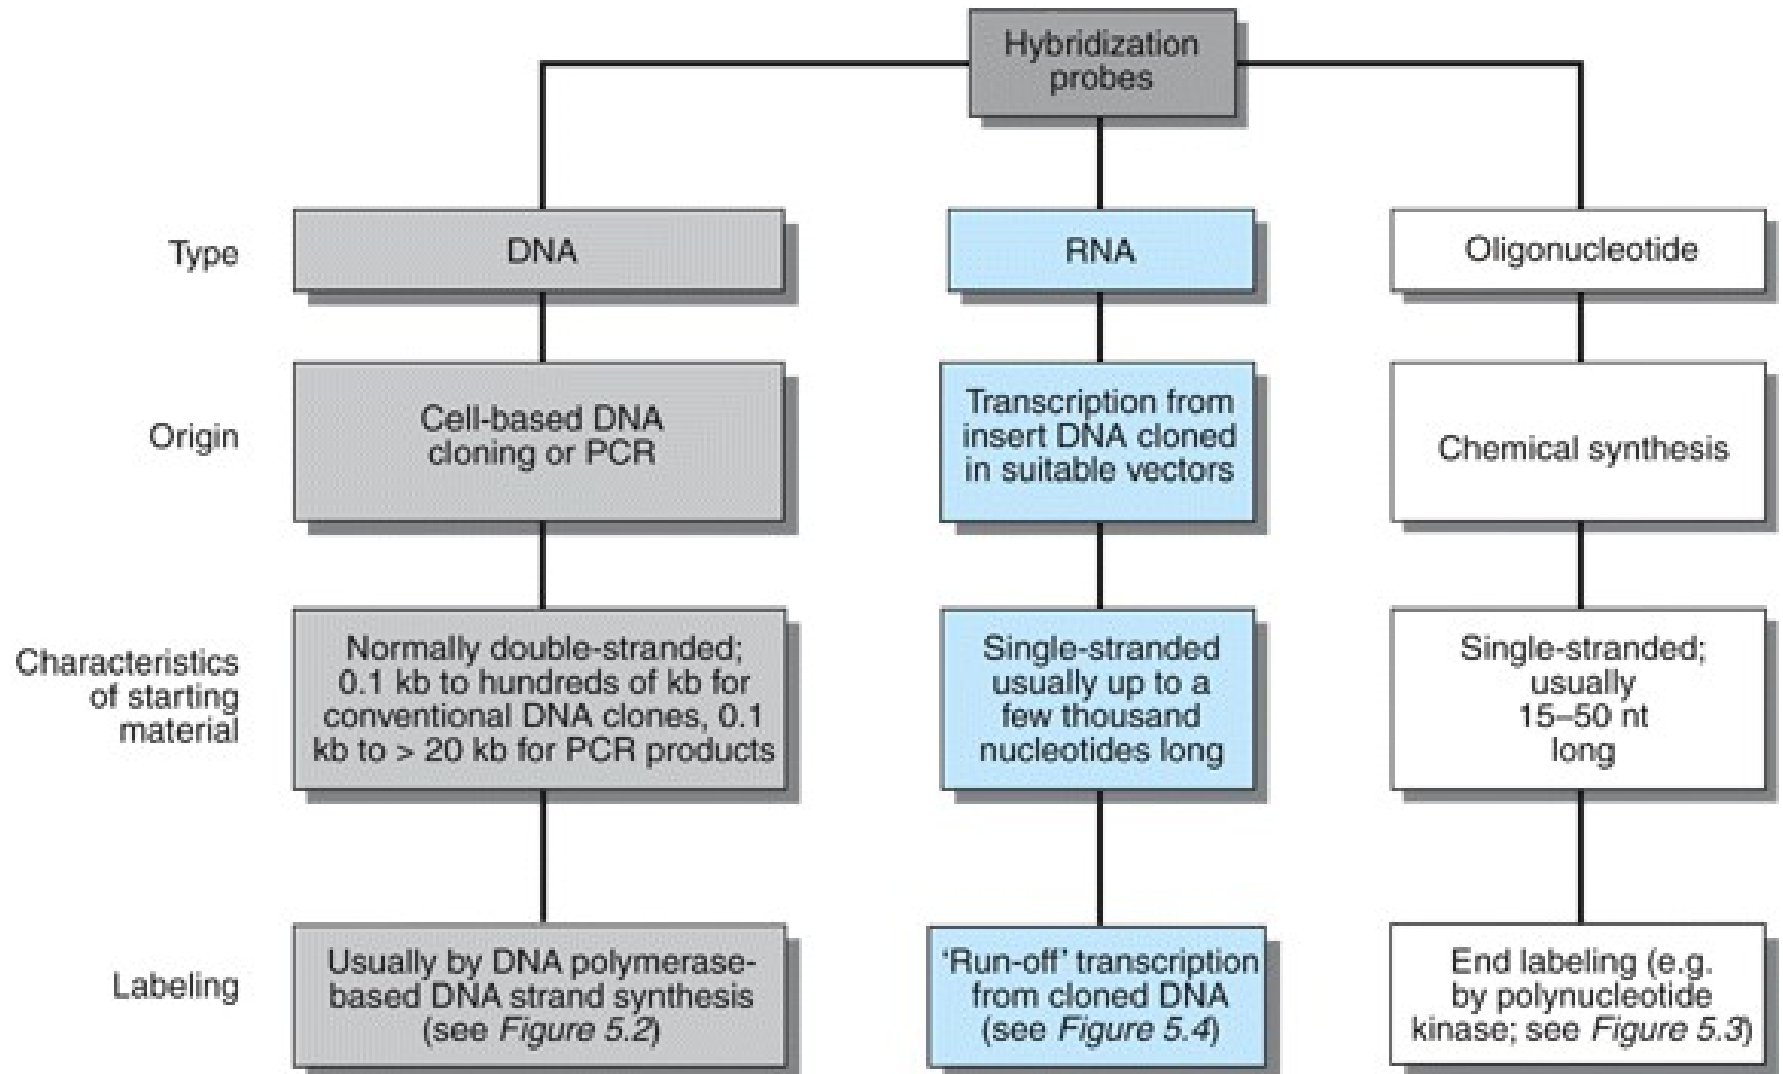 Hybridization
probes
Type
DNA
RNA
Oligonucleotide
Origin
Cell-based DNA
cloning or PCR
Transcription from
insert DNA cloned
in suitable vectors
Chemical synthesis
Characteristics
of starting
material
Normally double-stranded;
0.1 kb to hundreds of kb for
conventional DNA clones, 0.1
kb to > 20 kb for PCR products
Single-stranded
usually up to a
few thousand
nucleotides long
Single-stranded;
usually
15–50 nt
long
Labeling
Usually by DNA polymerase-
based DNA strand synthesis
(see Figure 5.2)
‘Run-off’ transcription
from cloned DNA
(see Figure 5.4)
End labeling (e.g.
by polynucleotide
kinase; see Figure 5.3)